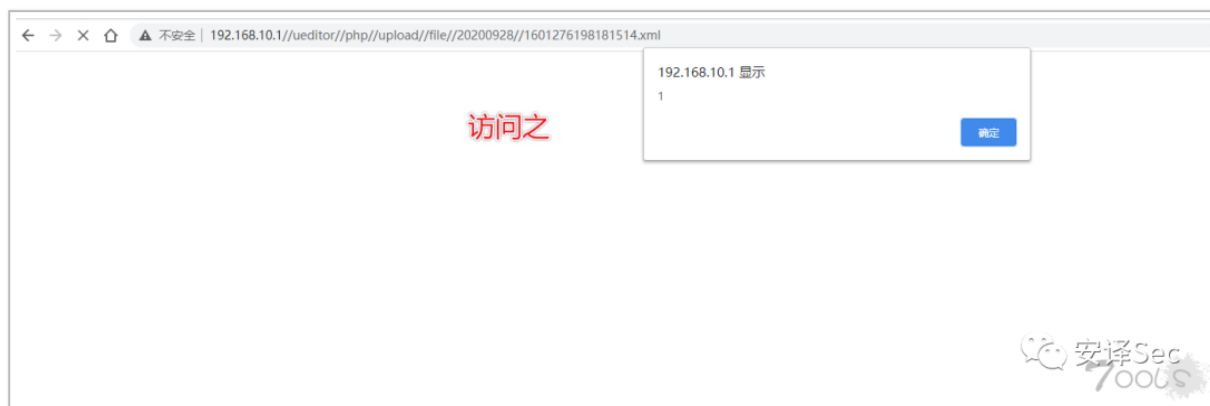 不安全 | 192.168.10.1//ueditor//php//upload//file//20200928//1601276198181514.xml
192.168.10.1 显示
1
访问之
确定
安译Sec
7ools